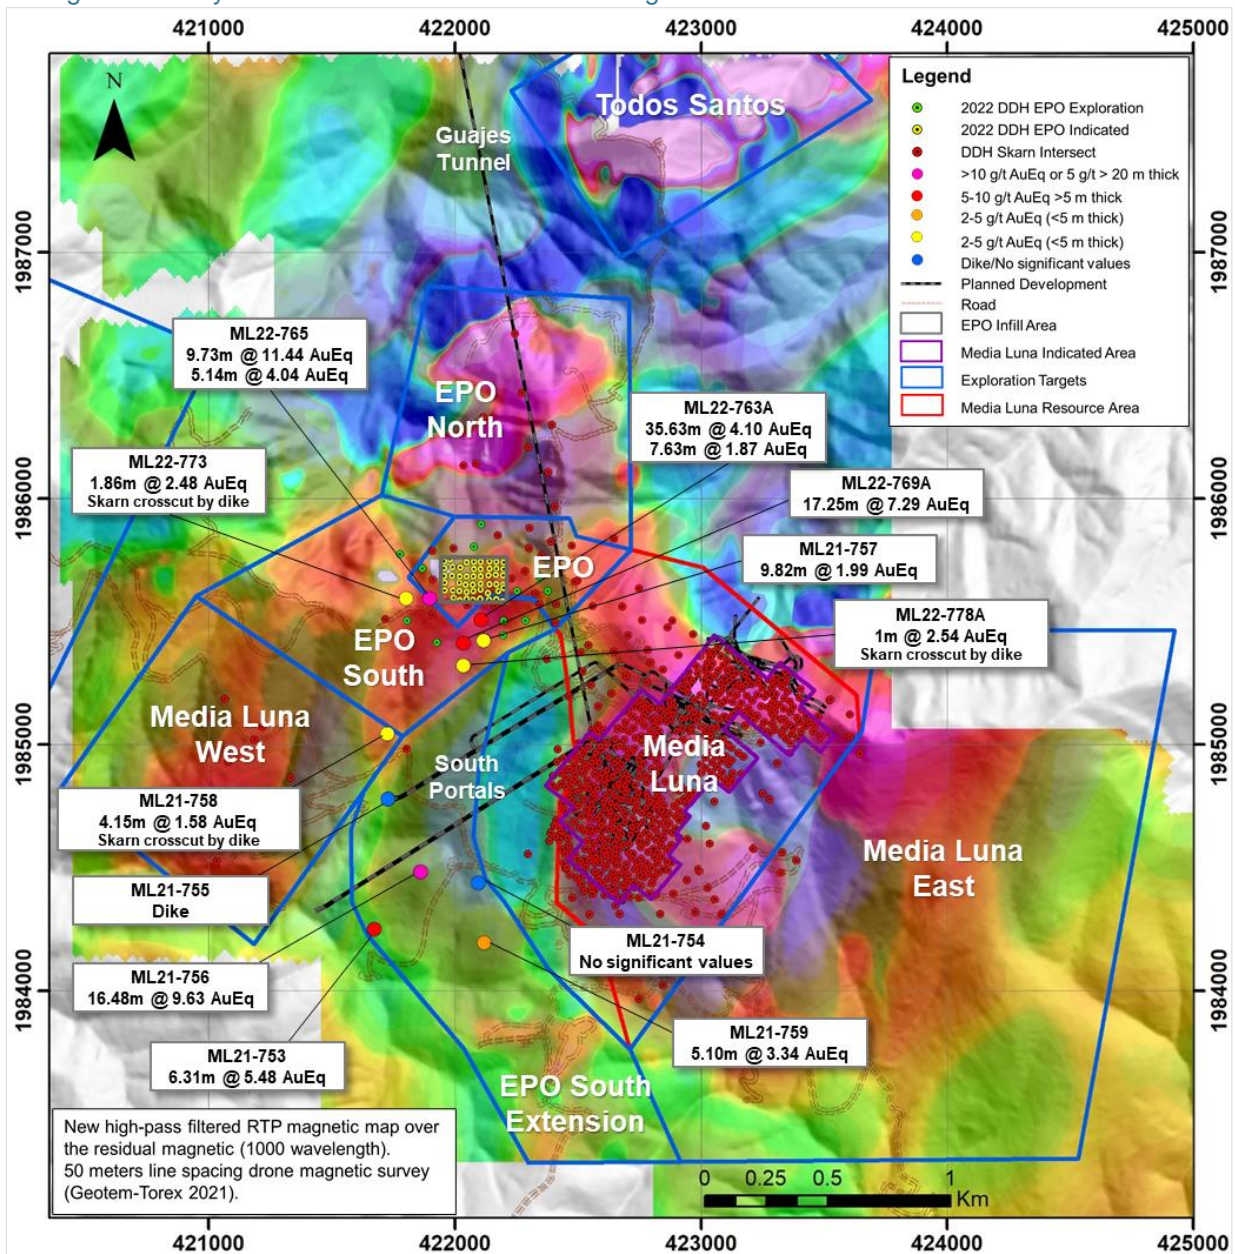 421000 422000 423000 424000 425000
N
Legend
2022 DDH EPO Exploration
2022 DDH EPO Indicated
DDH Skarn Intersect
>10 g/t AuEq or 5 g/t > 20 m thick
5-10 g/t AuEq >5 m thick
2-5 g/t AuEq (<5 m thick)
2-5 g/t AuEq (<5 m thick)
Dike/No significant values
Planned Development
Road
EPO Infill Area
Media Luna Indicated Area
Exploration Targets
Media Luna Resource Area
Todos Santos
Guajes
Tunnel
1987000
1987000
ML22-765
9.73m @ 11.44 AuEq
5.14m @ 4.04 AuEq
EPO
North
ML22-763A
35.63m @ 4.10 AuEq
7.63m @ 1.87 AuEq
ML22-773
1.86m @ 2.48 AuEq
Skarn crosscut by dike
ML22-769A
17.25m @ 7.29 AuEq
1986000
1986000
ML21-757
9.82m @ 1.99 AuEq
EPO
ML22-778A
1m @ 2.54 AuEq
Skarn crosscut by dike
EPO
South
Media Luna
West
Media
Luna
1985000
1985000
South
Portals
ML21-758
4.15m @ 1.58 AuEq
Skarn crosscut by dike
Media Luna
East
ML21-755
Dike
ML21-754
No significant values
ML21-756
16.48m @ 9.63 AuEq
1984000
1984000
ML21-759
5.10m @ 3.34 AuEq
ML21-753
6.31m @ 5.48 AuEq
EPO South
Extension
New high-pass filtered RTP magnetic map over
the residual magnetic (1000 wavelength).
50 meters line spacing drone magnetic survey
(Geotem-Torex 2021).
0 0.25 0.5 1
Km
421000 422000 423000 424000 425000